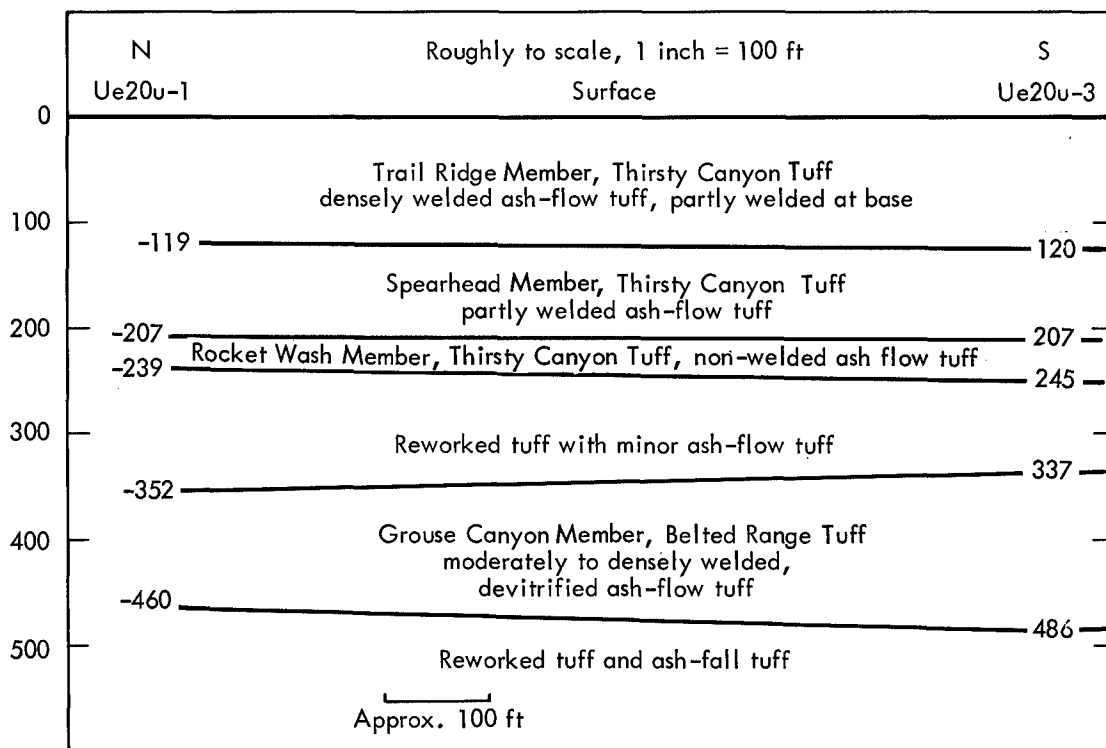 N Roughly to scale, 1 inch = 100 ft S
Ue20u-1 Surface Ue20u-3
0
Trail Ridge Member, Thirsty Canyon Tuff
densely welded ash-flow tuff, partly welded at base
100
-119 120
Spearhead Member, Thirsty Canyon Tuff
partly welded ash-flow tuff
200
-207 207
Rocket Wash Member, Thirsty Canyon Tuff, non-welded ash flow tuff
-239 245
300
Reworked tuff with minor ash-flow tuff
-352 337
400
Grouse Canyon Member, Belted Range Tuff
moderately to densely welded,
devitrified ash-flow tuff
-460 486
500
Reworked tuff and ash-fall tuff
Approx. 100 ft